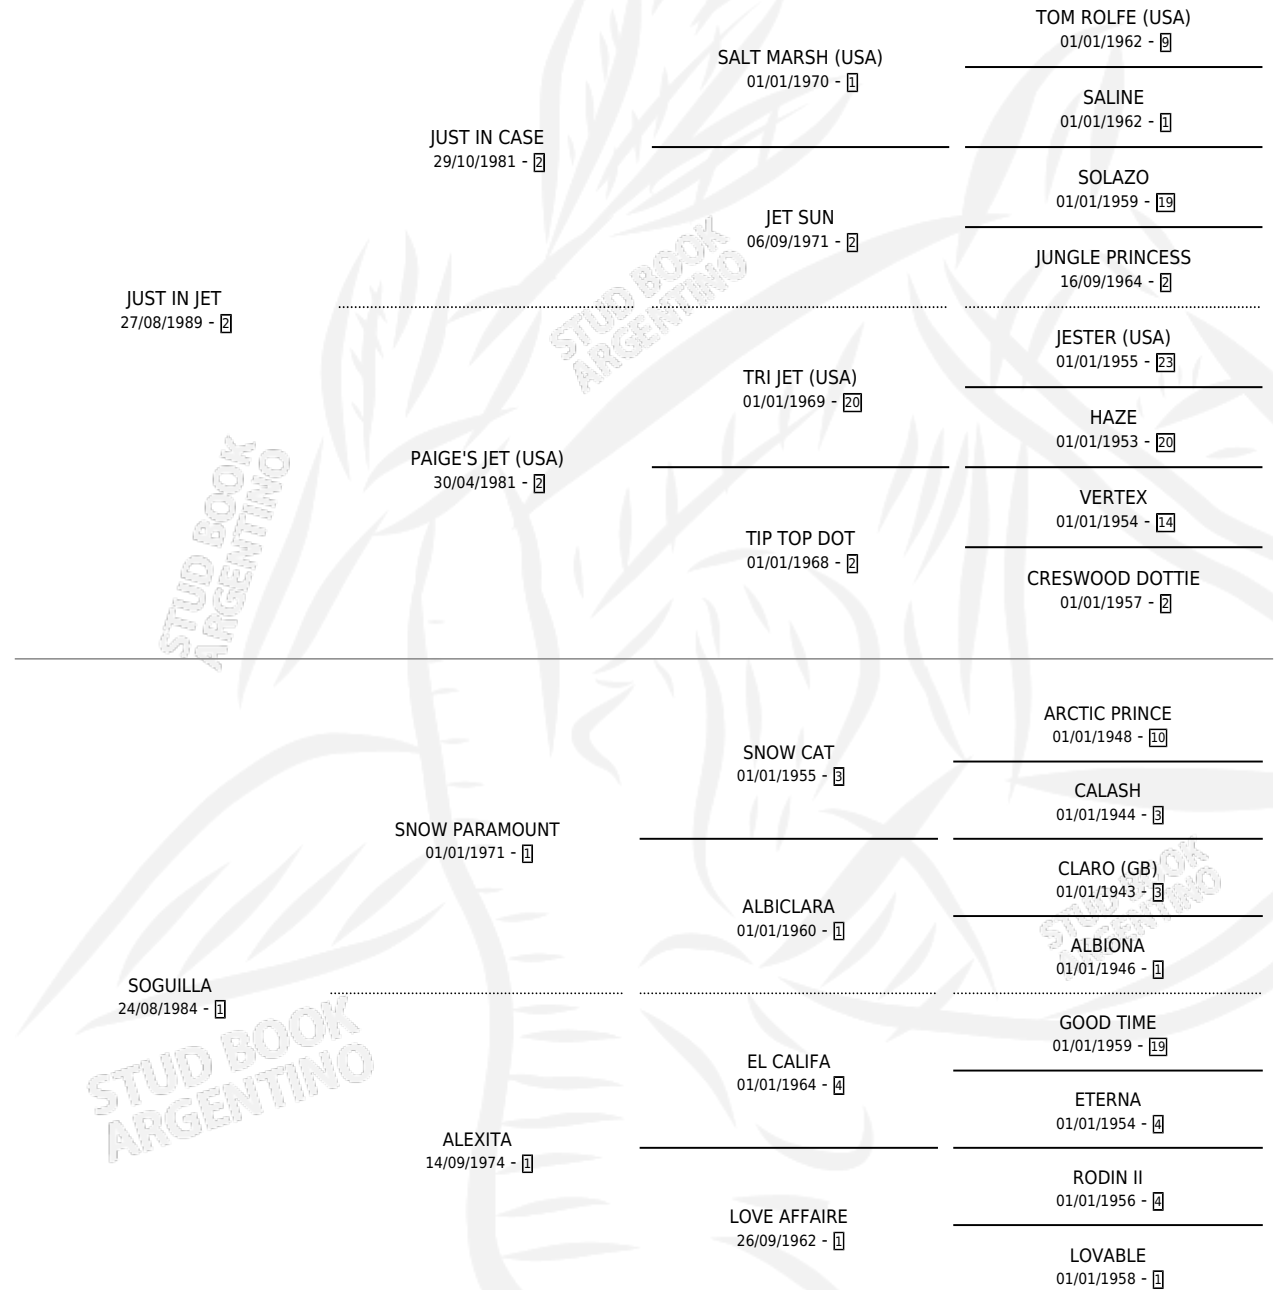 TOM ROLFE (USA)
01/01/1962 - 9
SALT MARSH (USA)
01/01/1970 - 1
SALINE
01/01/1962 - 1
JUST IN CASE
29/10/1981 - 2
SOLAZO
01/01/1959 - 19
JET SUN
06/09/1971 - 2
JUNGLE PRINCESS
16/09/1964 - 2
JUST IN JET
27/08/1989 - 2
JESTER (USA)
01/01/1955 - 23
TRI JET (USA)
01/01/1969 - 20
HAZE
01/01/1953 - 20
PAIGE'S JET (USA)
30/04/1981 - 2
VERTEX
01/01/1954 - 14
TIP TOP DOT
01/01/1968 - 2
CRESWOOD DOTTIE
01/01/1957 - 2
ARCTIC PRINCE
01/01/1948 - 10
SNOW CAT
01/01/1955 - 3
CALASH
01/01/1944 - 3
SNOW PARAMOUNT
01/01/1971 - 1
CLARO (GB)
01/01/1943 - 3
ALBICLARA
01/01/1960 - 1
ALBIONA
01/01/1946 - 1
SOGUILLA
24/08/1984 - 1
GOOD TIME
01/01/1959 - 19
EL CALIFA
01/01/1964 - 4
ETERNA
01/01/1954 - 4
ALEXITA
14/09/1974 - 1
RODIN II
01/01/1956 - 4
LOVE AFFAIRE
26/09/1962 - 1
LOVABLE
01/01/1958 - 1
STUD BOOK
ARGENTINO
STUD BOOK
ARGENTINO
STUD BOOK
ARGENTINO
STUD BOOK
ARGENTINO